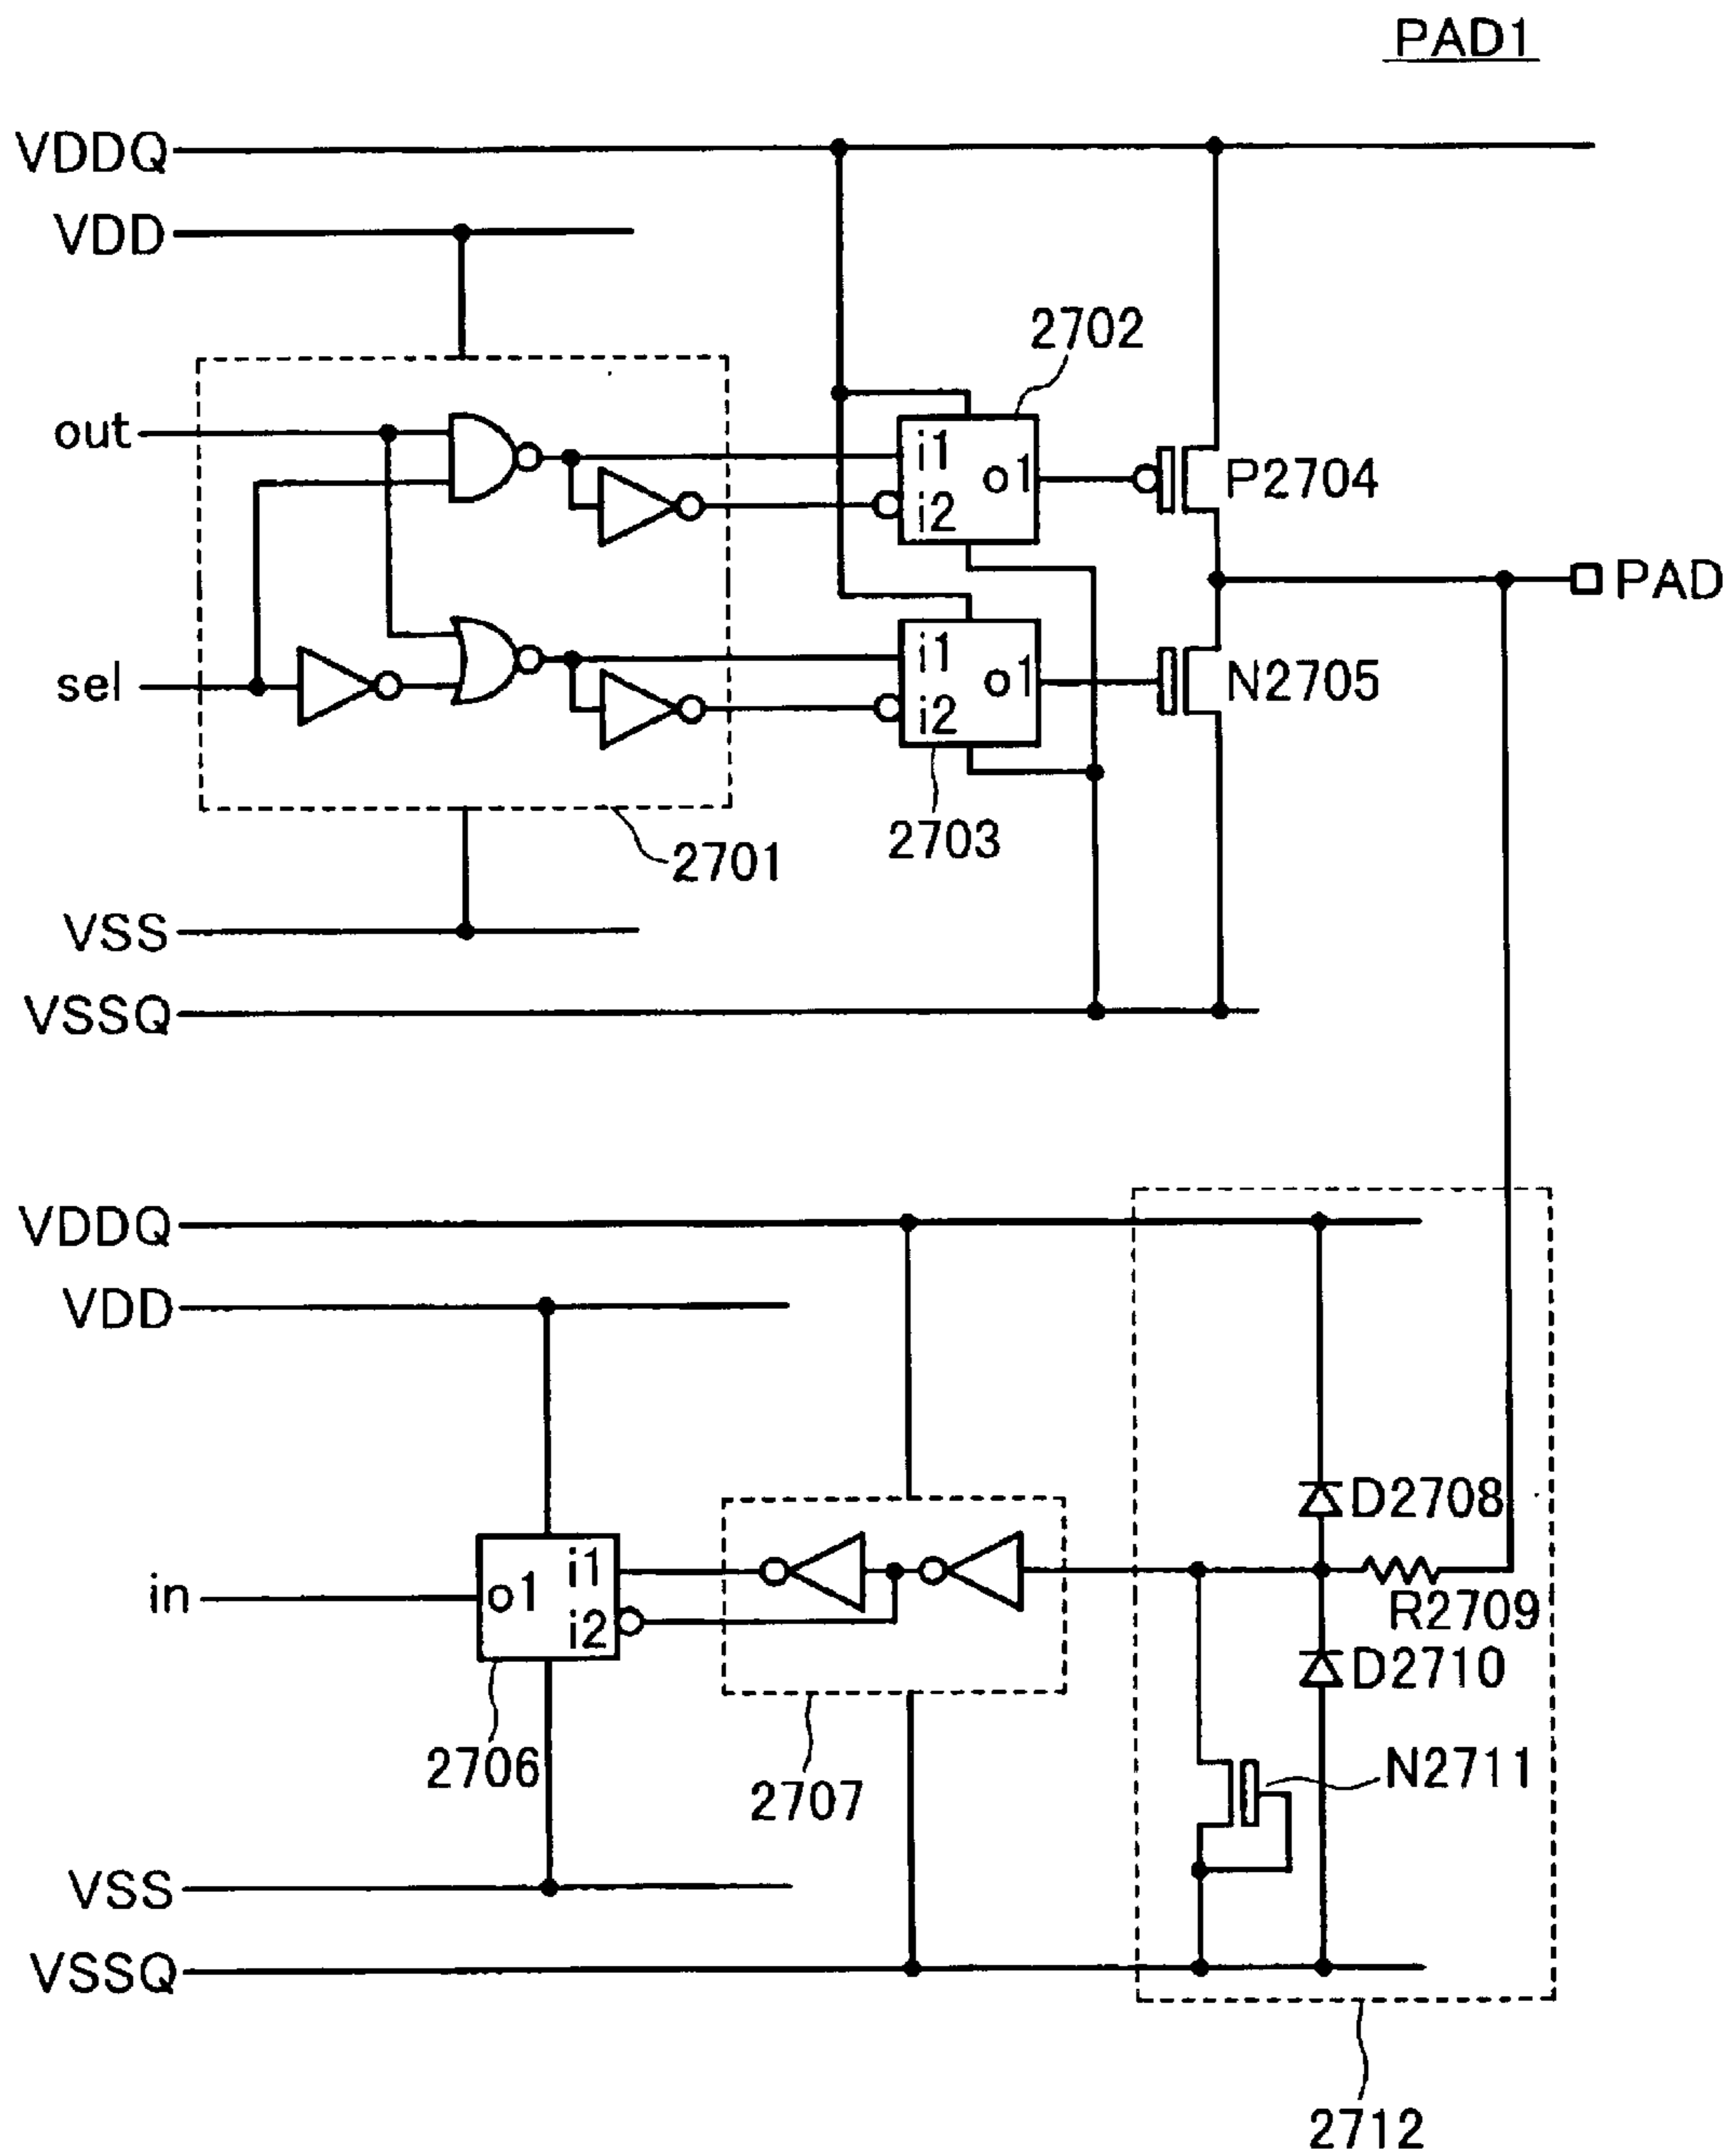 PAD1
VDDQ
VDD
2702
out
i1
o1
i2
P2704
PAD
sel
i1
o1
i2
N2705
2703
2701
VSS
VSSQ
VDDQ
VDD
D2708
in
o1
i1
i2
R2709
D2710
2706
2707
N2711
VSS
VSSQ
2712